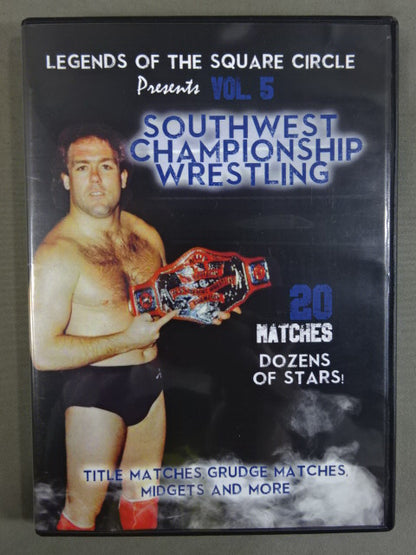 LEGENDS OF THE SQUARE CIRCLE
Presents VOL. 5
SOUTHWEST
CHAMPIONSHIP
WRESTLING
20
MATCHES
DOZENS
OF STARS!
TITLE MATCHES, GRUDGE MATCHES,
MIDGETS AND MORE